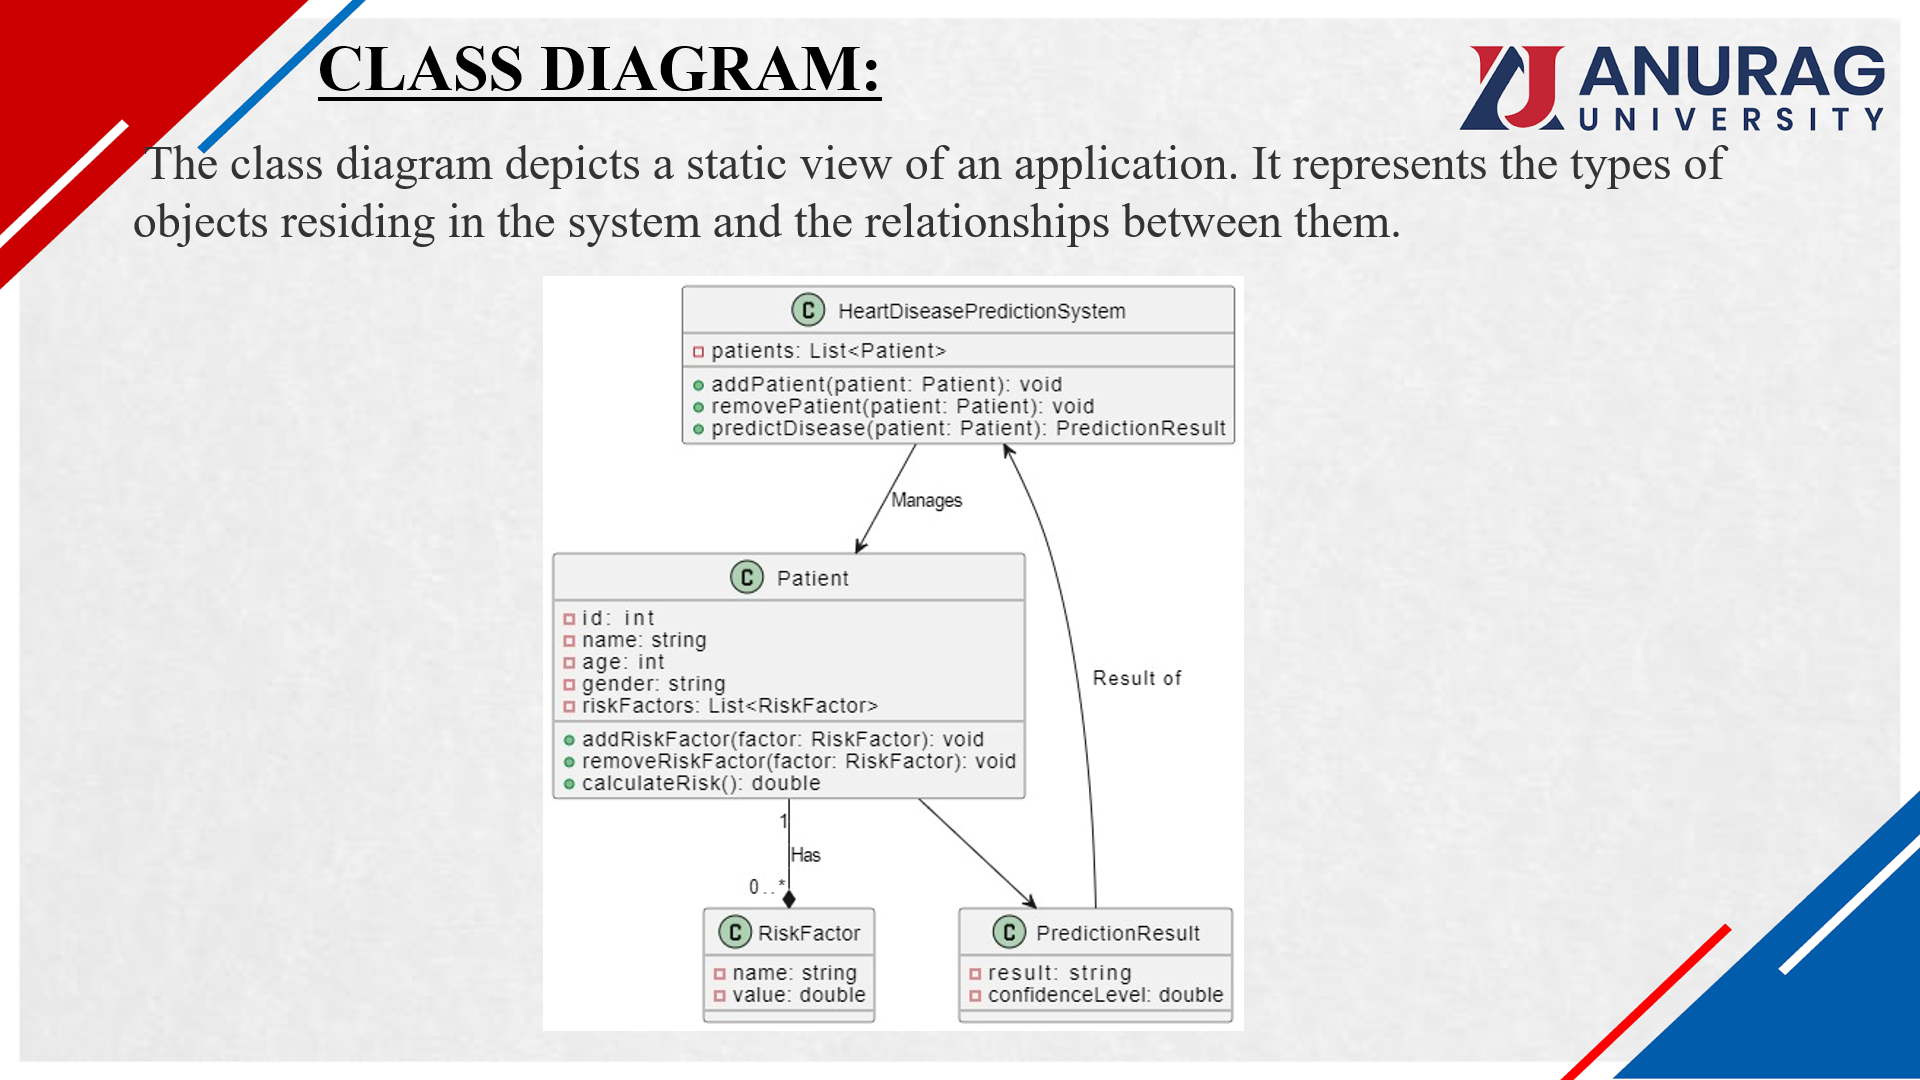 CLASS DIAGRAM:
ANURAG
UNIVERSITY
The class diagram depicts a static view of an application. It represents the types of
objects residing in the system and the relationships between them.
C HeartDiseasePredictionSystem
patients: List<Patient>
addPatient(patient: Patient): void
removePatient(patient: Patient): void
predictDisease(patient: Patient): PredictionResult
Manages
C Patient
id: int
name: string
age: int
gender: string
riskFactors: List<RiskFactor>
addRiskFactor(factor: RiskFactor): void
removeRiskFactor(factor: RiskFactor): void
calculateRisk(): double
Result of
1
Has
0..*
C RiskFactor
name: string
value: double
C PredictionResult
result: string
confidenceLevel: double